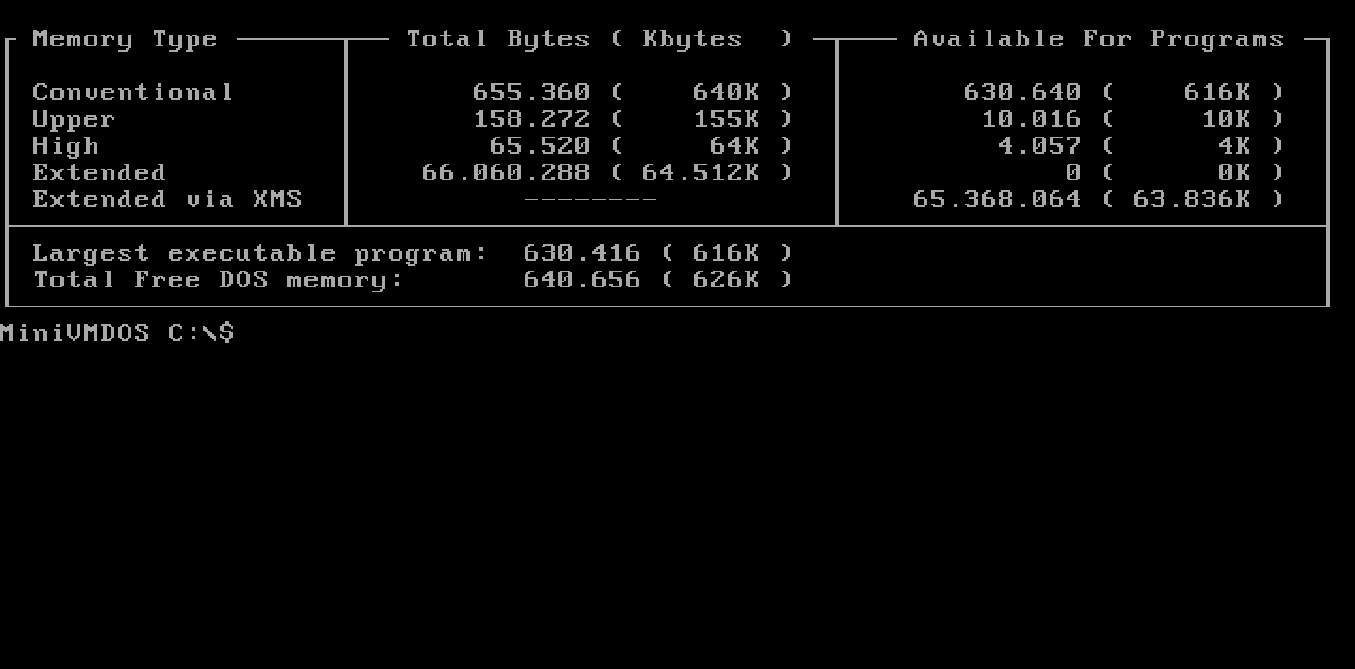 Memory Type Total Bytes ( Kbytes ) Available For Programs
Conventional 655.360 ( 640K ) 630.640 ( 616K )
Upper 158.272 ( 155K ) 10.016 ( 10K )
High 65.520 ( 64K ) 4.057 ( 4K )
Extended 66.060.288 ( 64.512K ) 0 ( 0K )
Extended via XMS -------- 65.368.064 ( 63.836K )
Largest executable program: 630.416 ( 616K )
Total Free DOS memory: 640.656 ( 626K )
MiniVMDOS C:\$